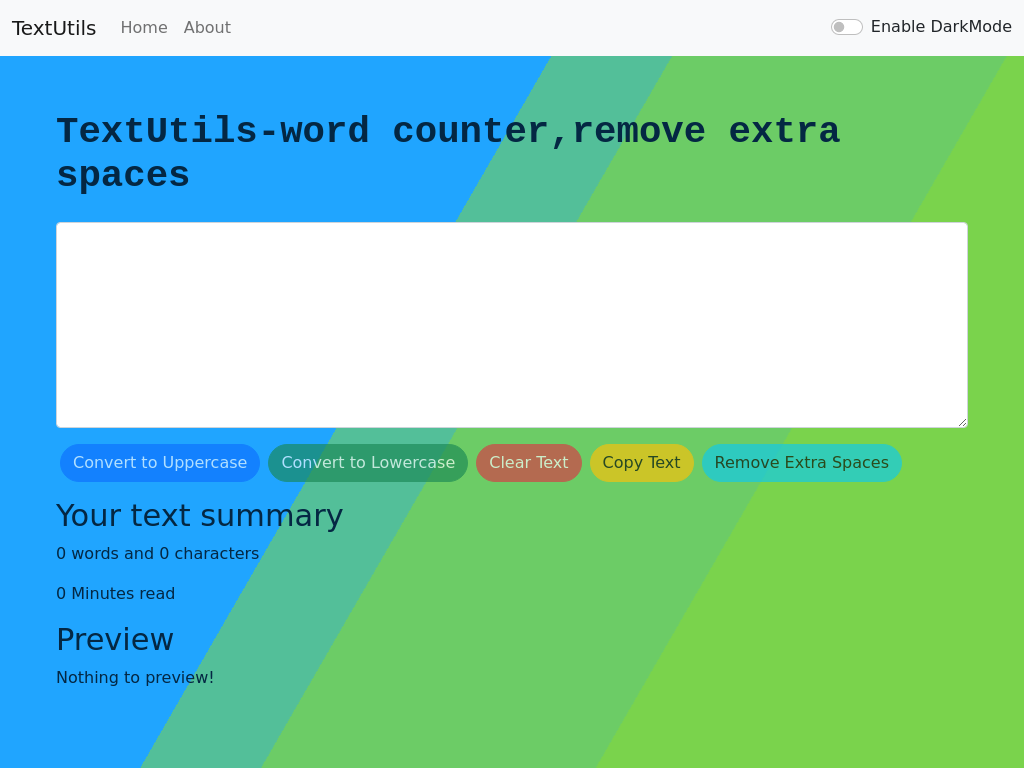 TextUtils Home About Enable DarkMode
TextUtils-word counter,remove extra
spaces
Convert to Uppercase Convert to Lowercase Clear Text Copy Text Remove Extra Spaces
Your text summary
0 words and 0 characters
0 Minutes read
Preview
Nothing to preview!